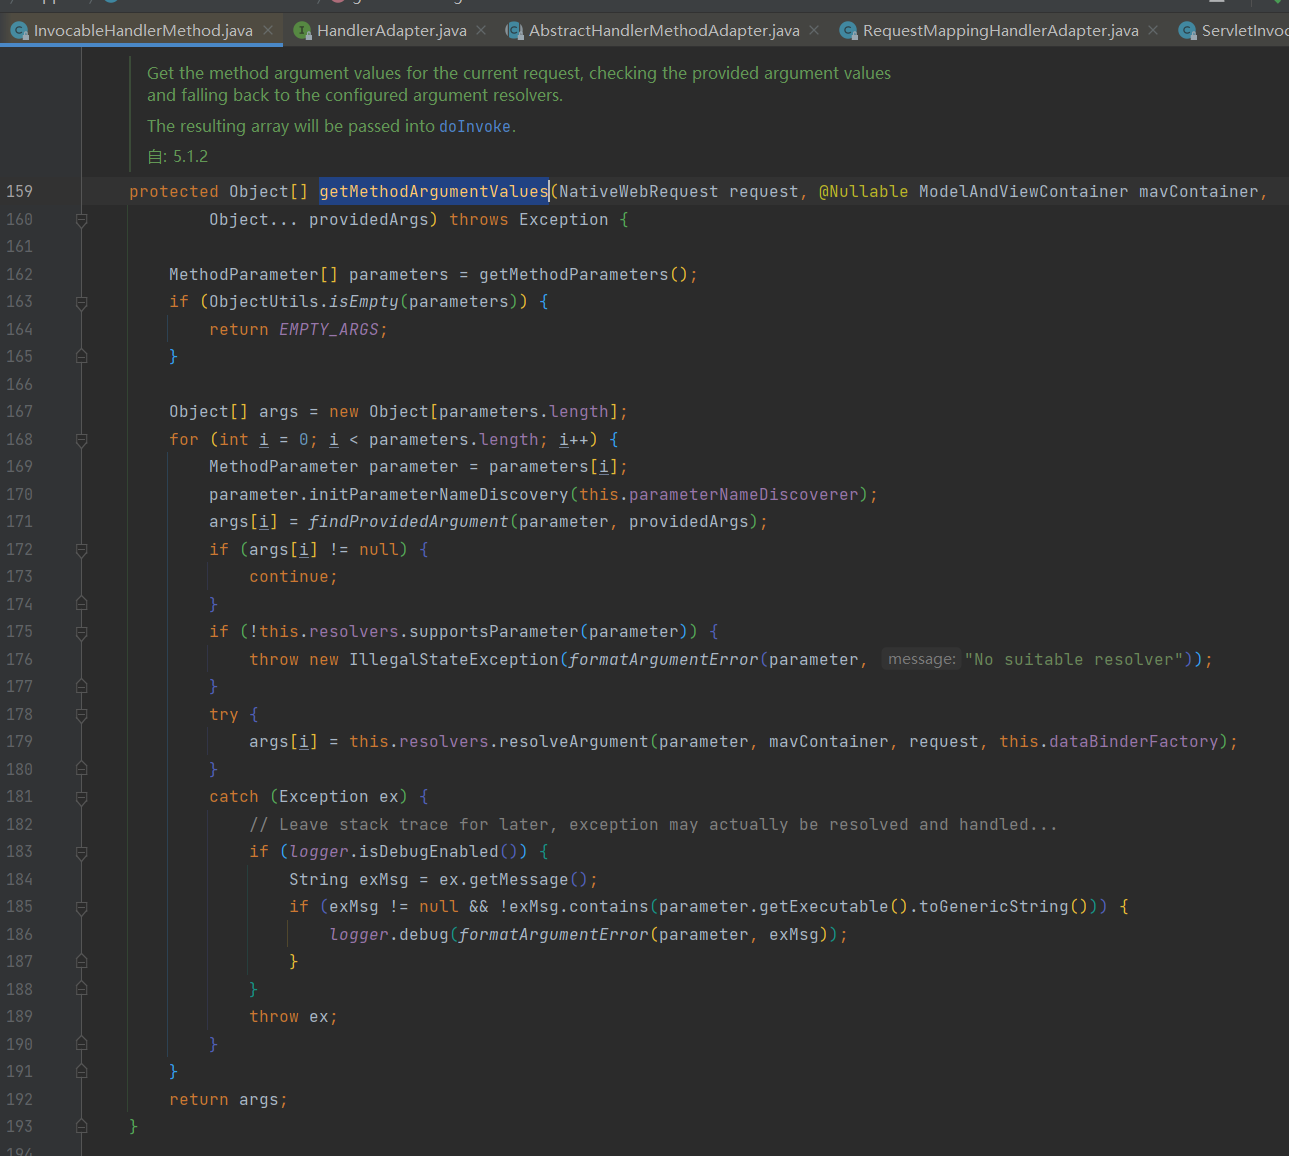 InvocableHandlerMethod.java HandlerAdapter.java AbstractHandlerMethodAdapter.java RequestMappingHandlerAdapter.java ServletInvoc
Get the method argument values for the current request, checking the provided argument values
and falling back to the configured argument resolvers.
The resulting array will be passed into doInvoke.
自: 5.1.2
159 protected Object[] getMethodArgumentValues(NativeWebRequest request, @Nullable ModelAndViewContainer mavContainer,
160 Object... providedArgs) throws Exception {
161
162 MethodParameter[] parameters = getMethodParameters();
163 if (ObjectUtils.isEmpty(parameters)) {
164 return EMPTY_ARGS;
165 }
166
167 Object[] args = new Object[parameters.length];
168 for (int i = 0; i < parameters.length; i++) {
169 MethodParameter parameter = parameters[i];
170 parameter.initParameterNameDiscovery(this.parameterNameDiscoverer);
171 args[i] = findProvidedArgument(parameter, providedArgs);
172 if (args[i] != null) {
173 continue;
174 }
175 if (!this.resolvers.supportsParameter(parameter)) {
176 throw new IllegalStateException(formatArgumentError(parameter, message: "No suitable resolver"));
177 }
178 try {
179 args[i] = this.resolvers.resolveArgument(parameter, mavContainer, request, this.dataBinderFactory);
180 }
181 catch (Exception ex) {
182 // Leave stack trace for later, exception may actually be resolved and handled...
183 if (logger.isDebugEnabled()) {
184 String exMsg = ex.getMessage();
185 if (exMsg != null && !exMsg.contains(parameter.getExecutable().toGenericString())) {
186 logger.debug(formatArgumentError(parameter, exMsg));
187 }
188 }
189 throw ex;
190 }
191 }
192 return args;
193 }
194